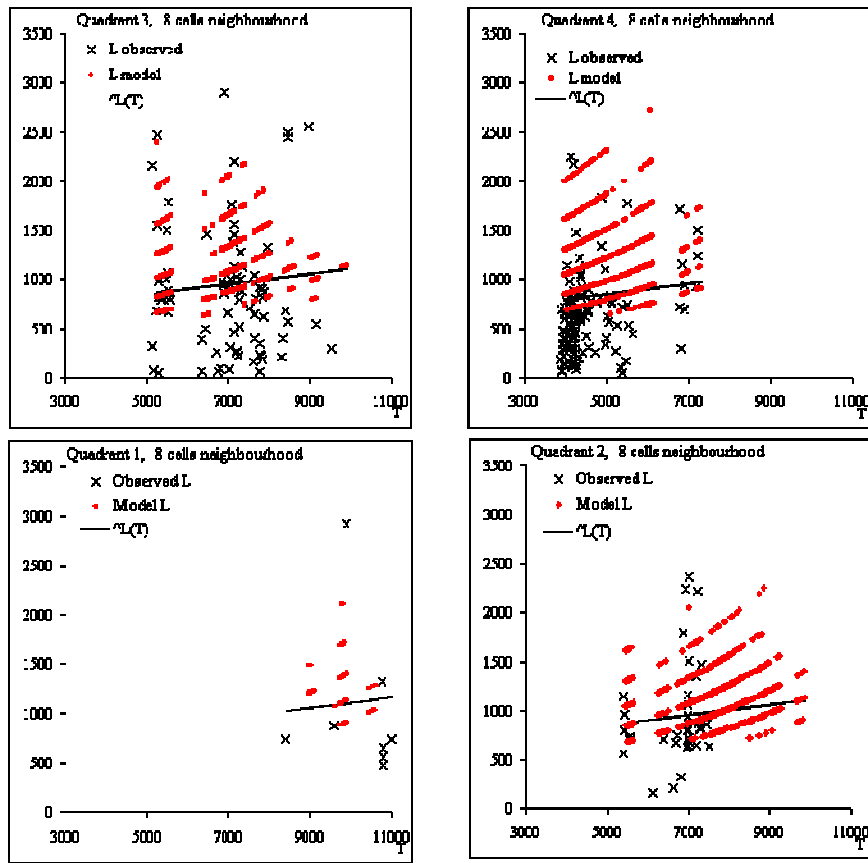 Quadrant 3, 8 cells neighbourhood
L observed
L model
^L(T)
3500
3000
2500
2000
1500
1000
500
0
3000 5000 7000 9000 11000
T
Quadrant 4, 8 cells neighbourhood
L observed
L model
^L(T)
3500
3000
2500
2000
1500
1000
500
0
3000 5000 7000 9000 11000
T
Quadrant 1, 8 cells neighbourhood
Observed L
Model L
^L(T)
3500
3000
2500
2000
1500
1000
500
0
3000 5000 7000 9000 11000
T
Quadrant 2, 8 cells neighbourhood
Observed L
Model L
^L(T)
3500
3000
2500
2000
1500
1000
500
0
3000 5000 7000 9000 11000
T